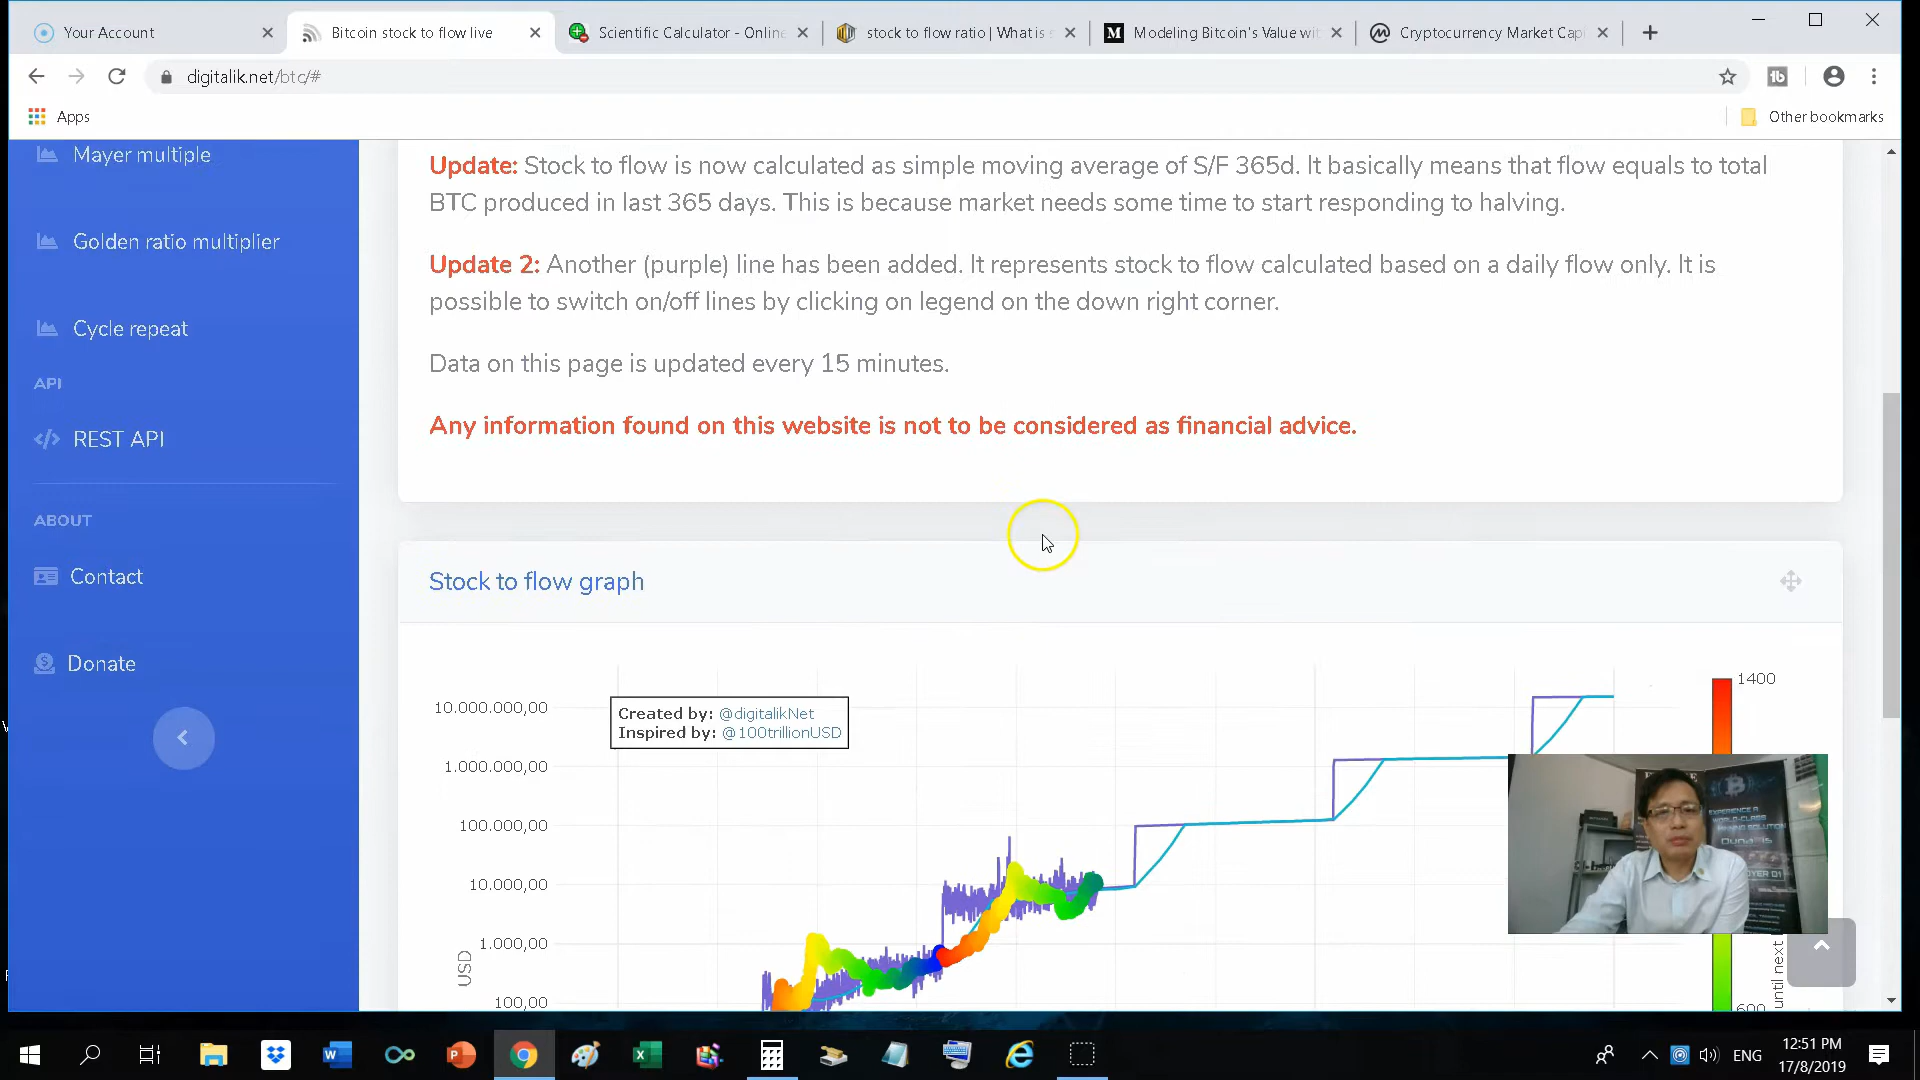 Your Account
Bitcoin stock to flow live
Scientific Calculator - Online
stock to flow ratio | What is s
Modeling Bitcoin's Value wit
Cryptocurrency Market Capi
digitalik.net/btc/#
Apps
Other bookmarks
Mayer multiple
Golden ratio multiplier
Cycle repeat
API
REST API
ABOUT
Contact
Donate
Update: Stock to flow is now calculated as simple moving average of S/F 365d. It basically means that flow equals to total
BTC produced in last 365 days. This is because market needs some time to start responding to halving.
Update 2: Another (purple) line has been added. It represents stock to flow calculated based on a daily flow only. It is
possible to switch on/off lines by clicking on legend on the down right corner.
Data on this page is updated every 15 minutes.
Any information found on this website is not to be considered as financial advice.
Stock to flow graph
Created by: @digitalikNet
Inspired by: @100trillionUSD
10.000.000,00
1.000.000,00
100.000,00
10.000,00
1.000,00
100,00
USD
1400
600
until next
EXPERIENCE A
WORLD-CLASS
MINING SOLUTION
ENG
12:51 PM
17/8/2019